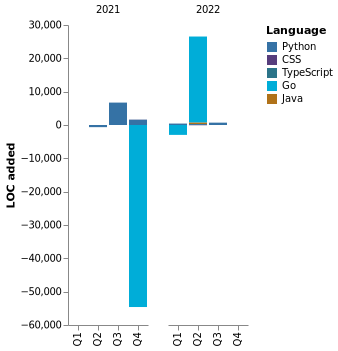 2021
2022
Language
Python
CSS
TypeScript
Go
Java
LOC added
30,000
20,000
10,000
0
−10,000
−20,000
−30,000
−40,000
−50,000
−60,000
Q1
Q2
Q3
Q4
Q1
Q2
Q3
Q4